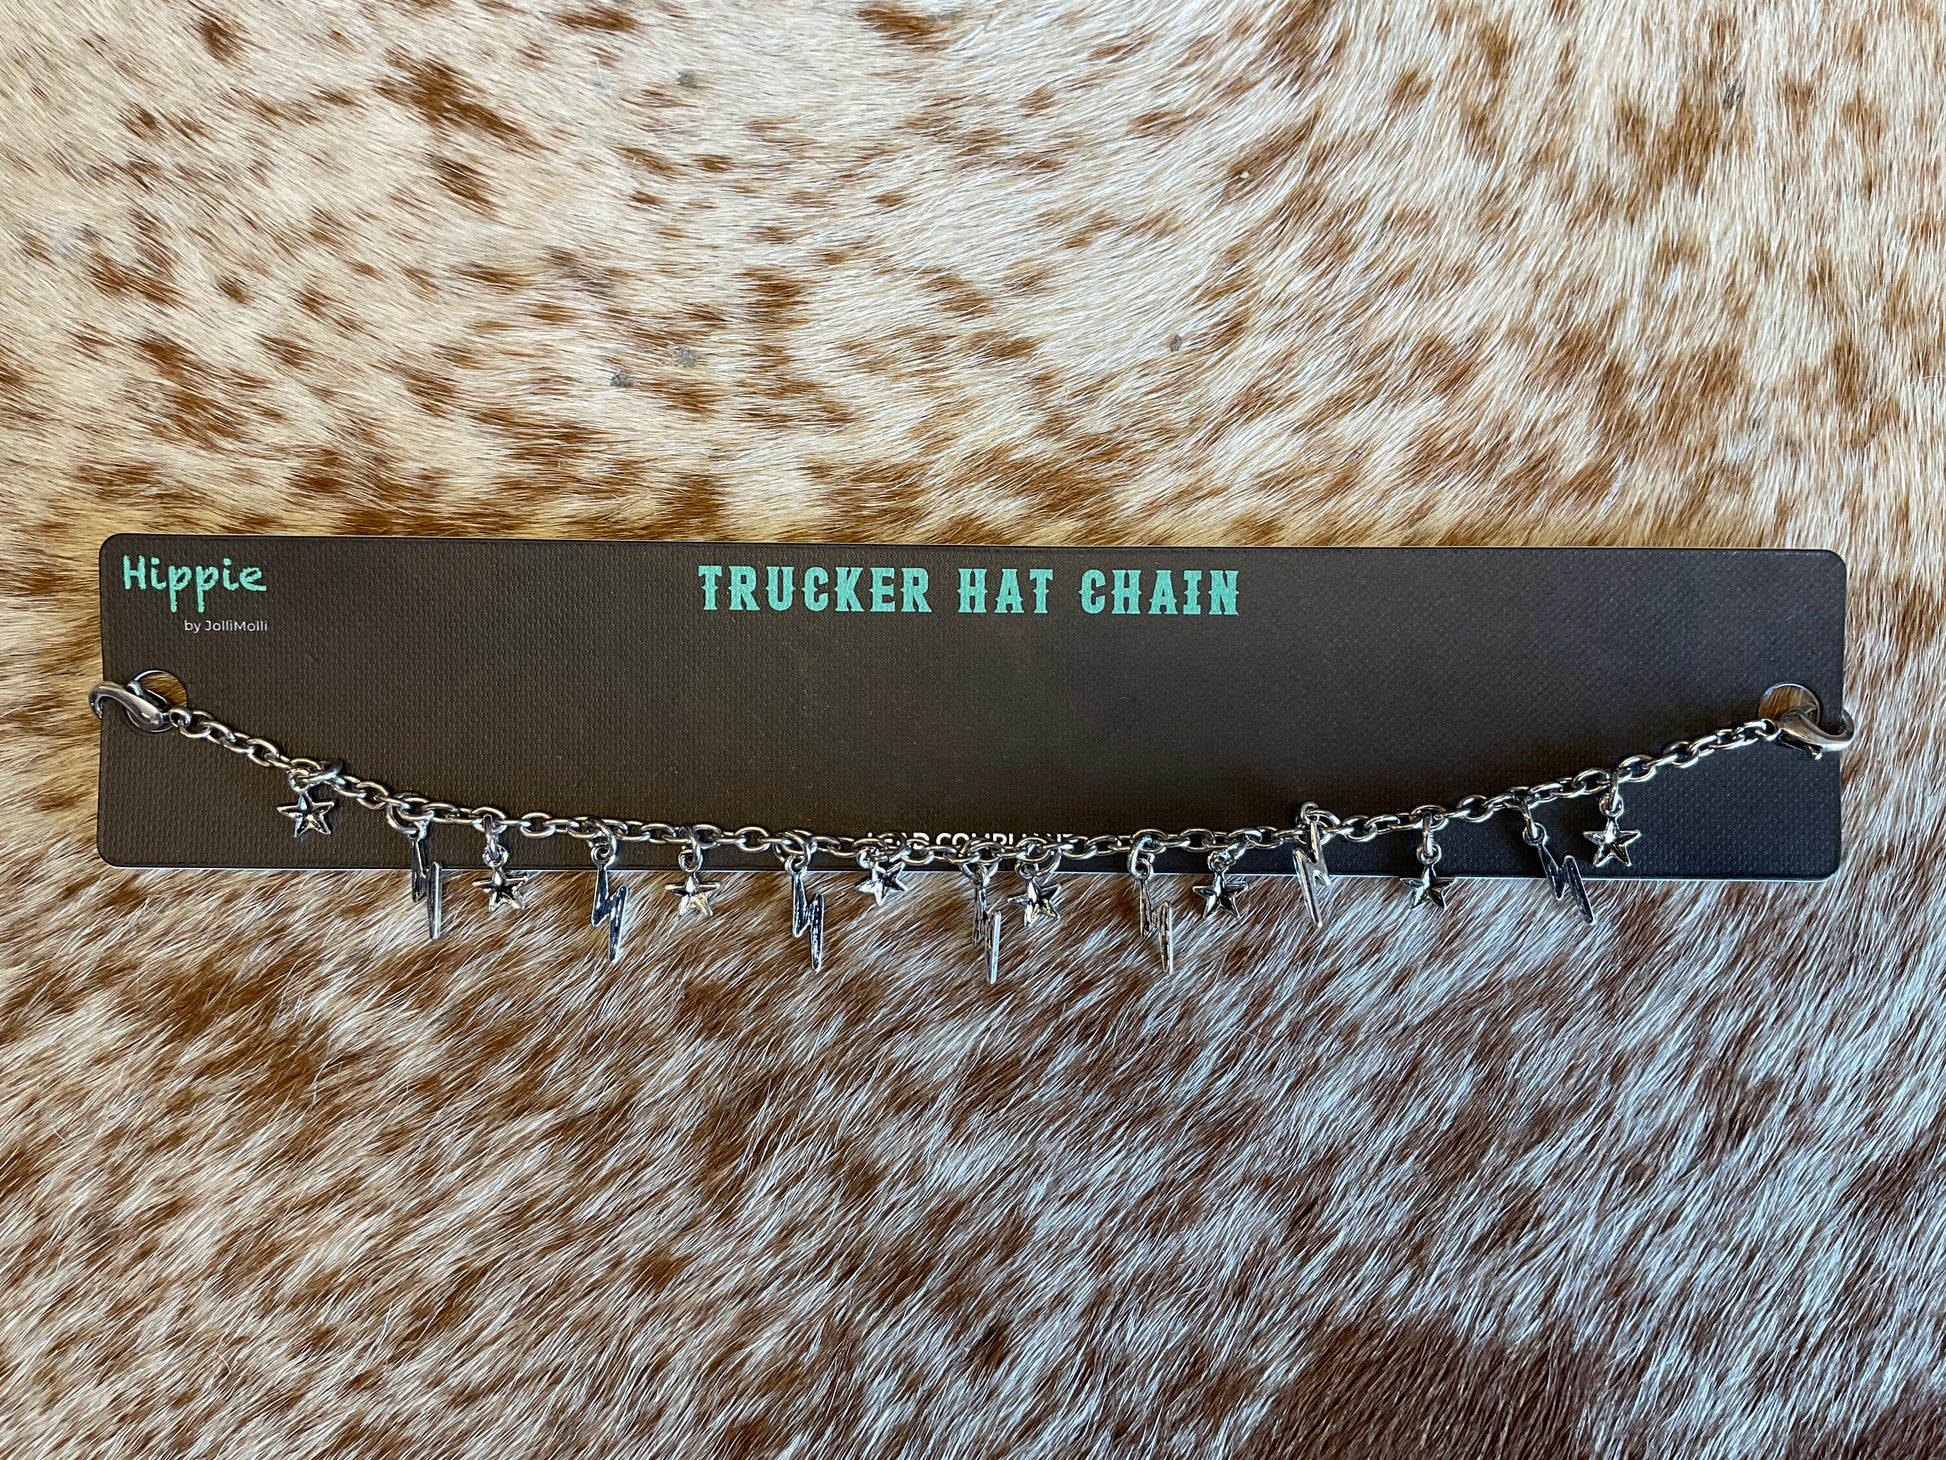 Hippie
by JolliMolli
TRUCKER HAT CHAIN